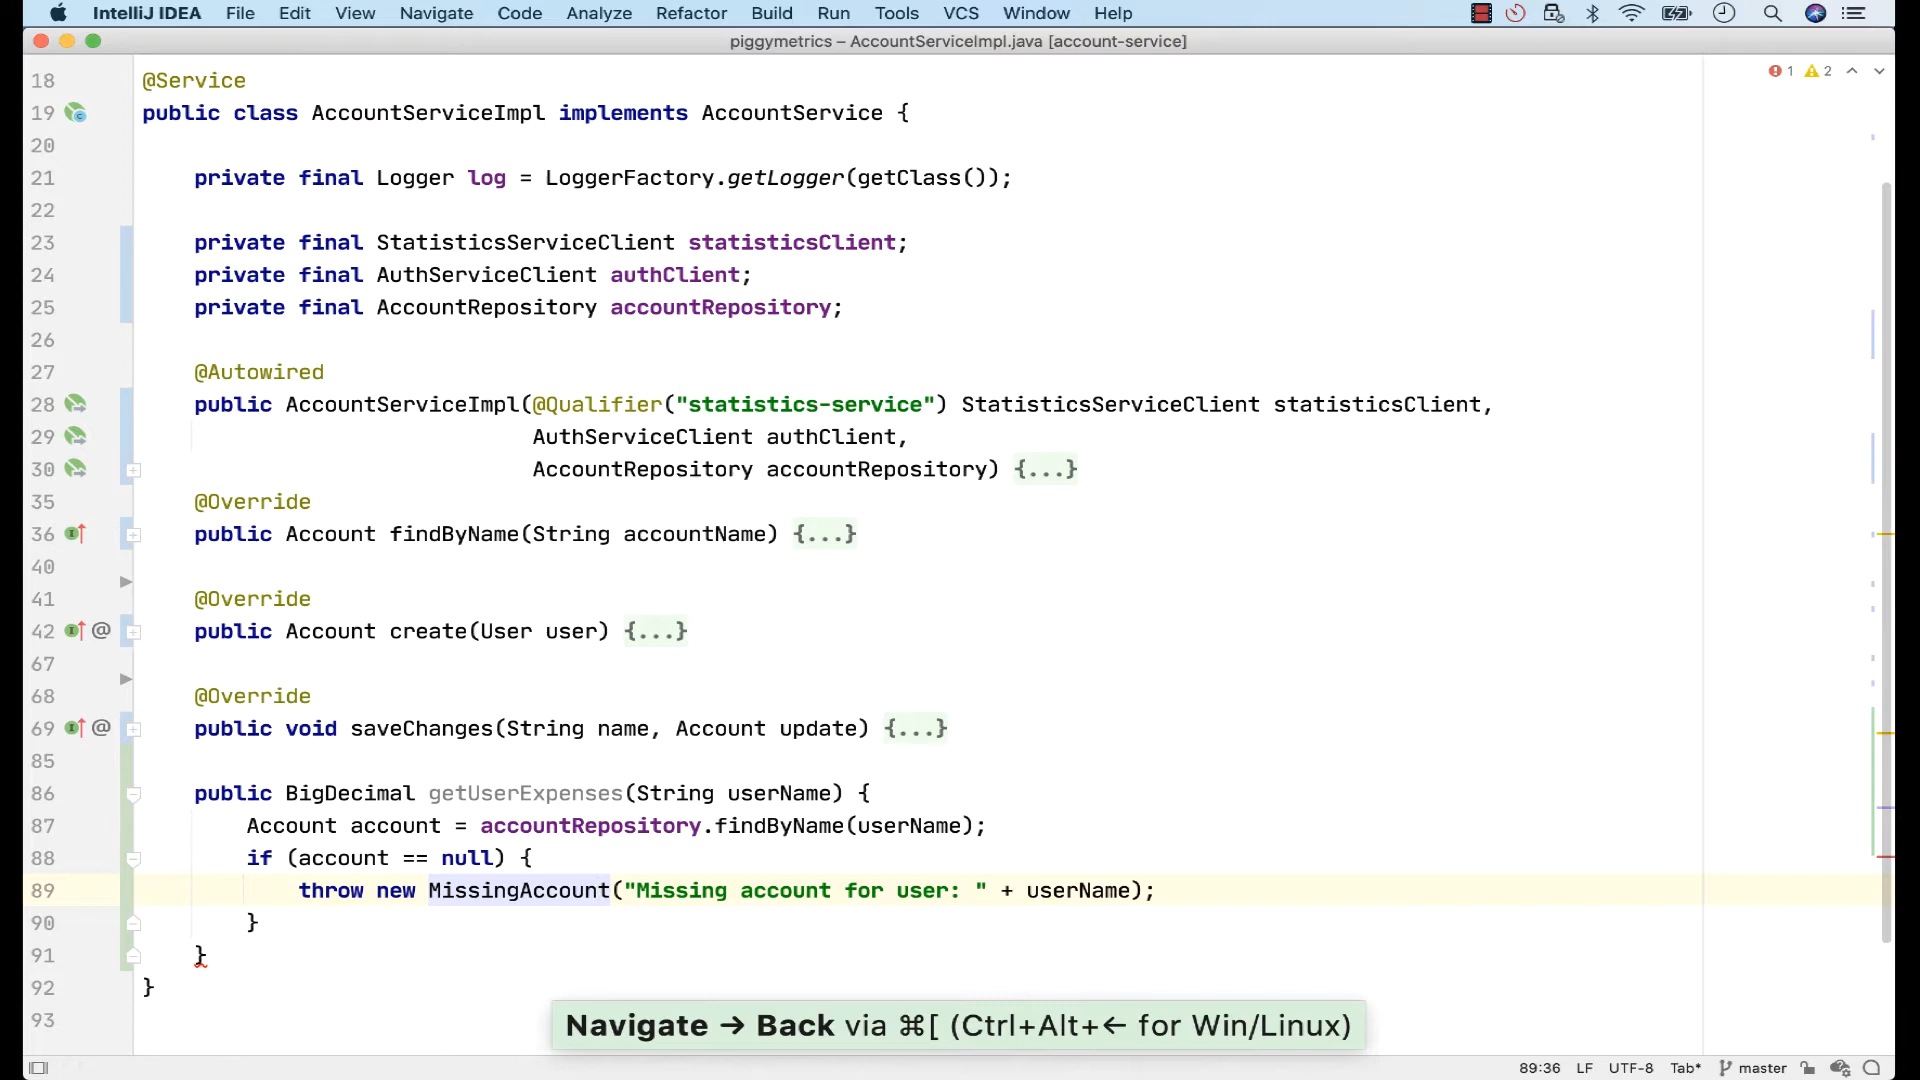 IntelliJ IDEA File Edit View Navigate Code Analyze Refactor Build Run Tools VCS Window Help
piggymetrics – AccountServiceImpl.java [account-service]
18 @Service
1 2
19 public class AccountServiceImpl implements AccountService {
20
21 private final Logger log = LoggerFactory.getLogger(getClass());
22
23 private final StatisticsServiceClient statisticsClient;
24 private final AuthServiceClient authClient;
25 private final AccountRepository accountRepository;
26
27 @Autowired
28 public AccountServiceImpl(@Qualifier("statistics-service") StatisticsServiceClient statisticsClient,
29 AuthServiceClient authClient,
30 AccountRepository accountRepository) {...}
35 @Override
36 public Account findByName(String accountName) {...}
40
41 @Override
42 @ public Account create(User user) {...}
67
68 @Override
69 @ public void saveChanges(String name, Account update) {...}
85
86 public BigDecimal getUserExpenses(String userName) {
87 Account account = accountRepository.findByName(userName);
88 if (account == null) {
89 throw new MissingAccount("Missing account for user: " + userName);
90 }
91 }
92 }
93
Navigate → Back via ⌘[ (Ctrl+Alt+← for Win/Linux)
89:36 LF UTF-8 Tab* master